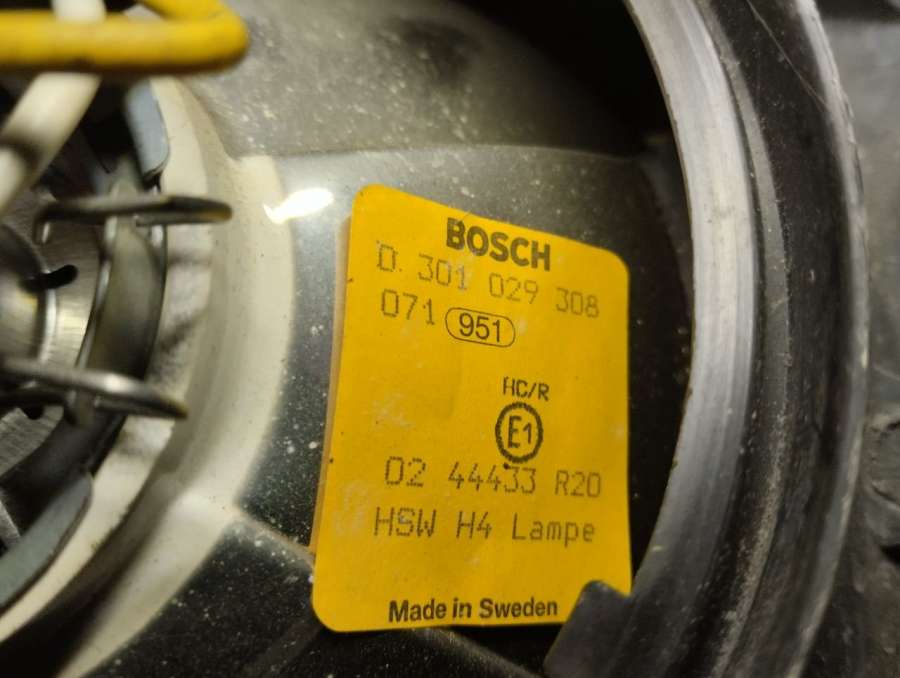 BOSCH
0 301 029 308
071 951
HC/R
E1
02 44433 R20
HSW H4 Lampe
Made in Sweden